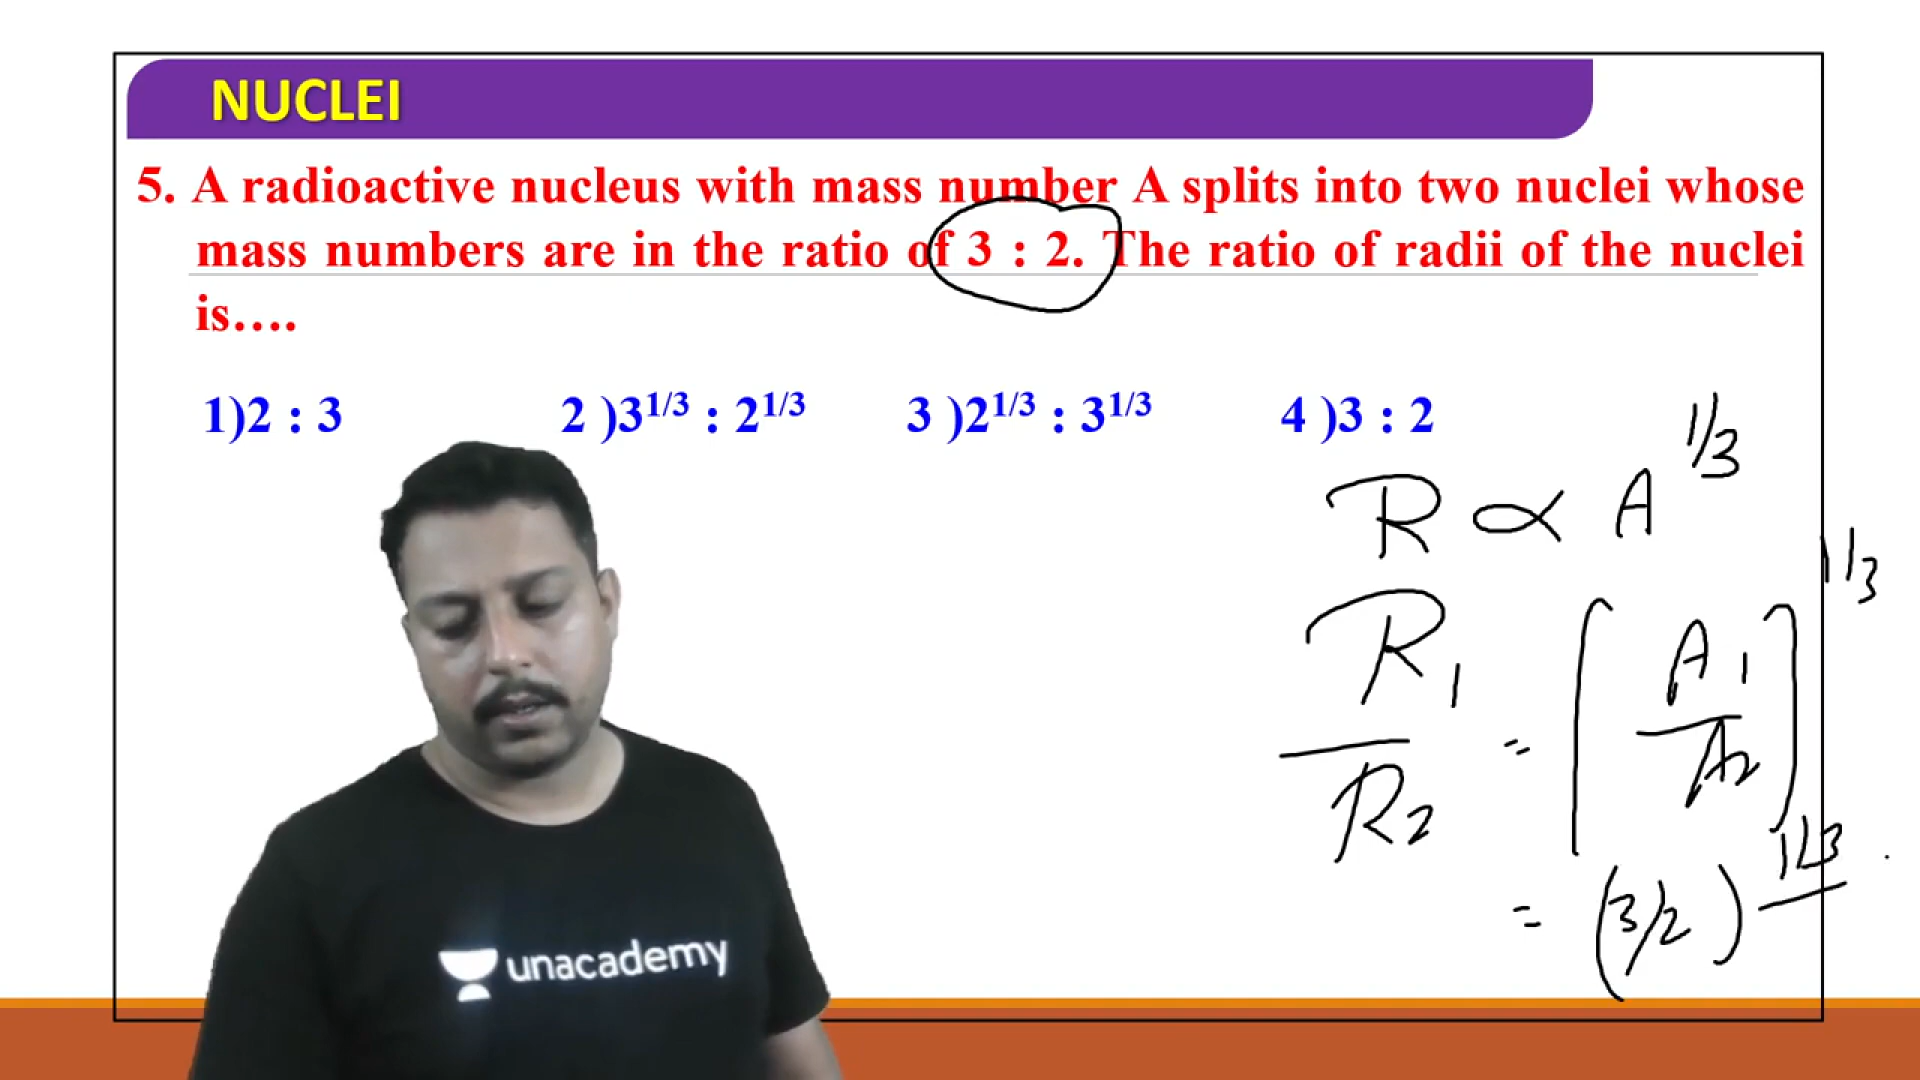 NUCLEI
5. A radioactive nucleus with mass number A splits into two nuclei whose
mass numbers are in the ratio of 3 : 2. The ratio of radii of the nuclei
is....
1)2 : 3 2 )3^{1/3} : 2^{1/3} 3 )2^{1/3} : 3^{1/3} 4 )3 : 2
R ∝ A^{1/3}
R₁/R₂ = [A₁/A₂]^{1/3}
= (3/2)^{1/3}
unacademy